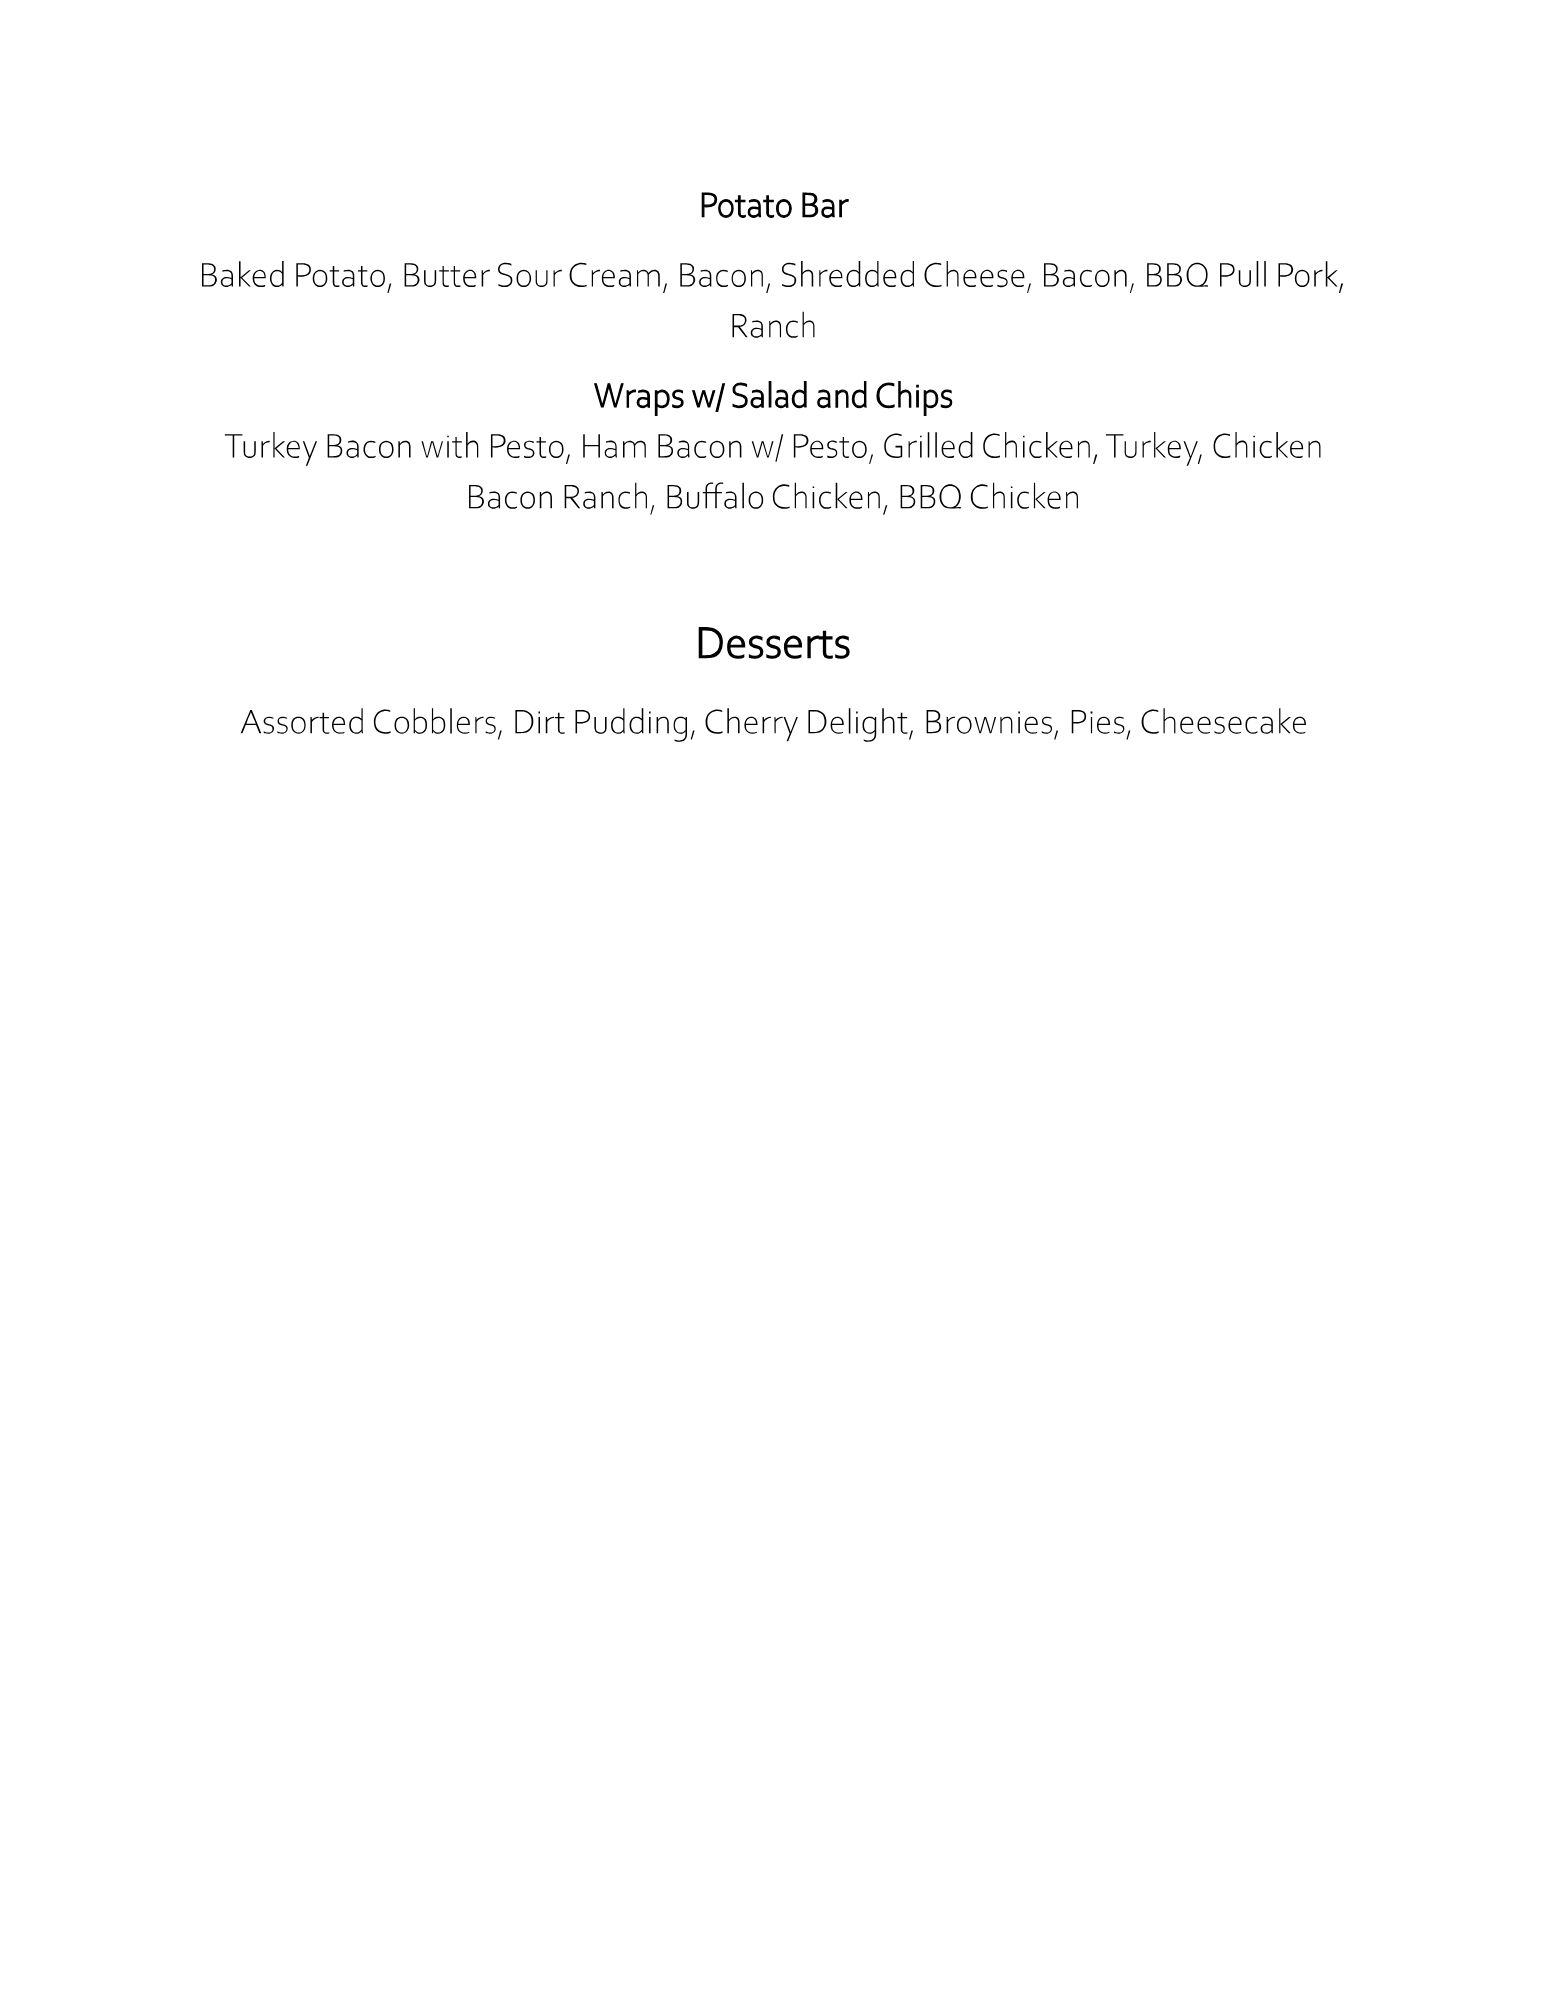 Potato Bar
Baked Potato, Butter Sour Cream, Bacon, Shredded Cheese, Bacon, BBQ Pull Pork,
Ranch
Wraps w/ Salad and Chips
Turkey Bacon with Pesto, Ham Bacon w/ Pesto, Grilled Chicken, Turkey, Chicken
Bacon Ranch, Buffalo Chicken, BBQ Chicken
Desserts
Assorted Cobblers, Dirt Pudding, Cherry Delight, Brownies, Pies, Cheesecake